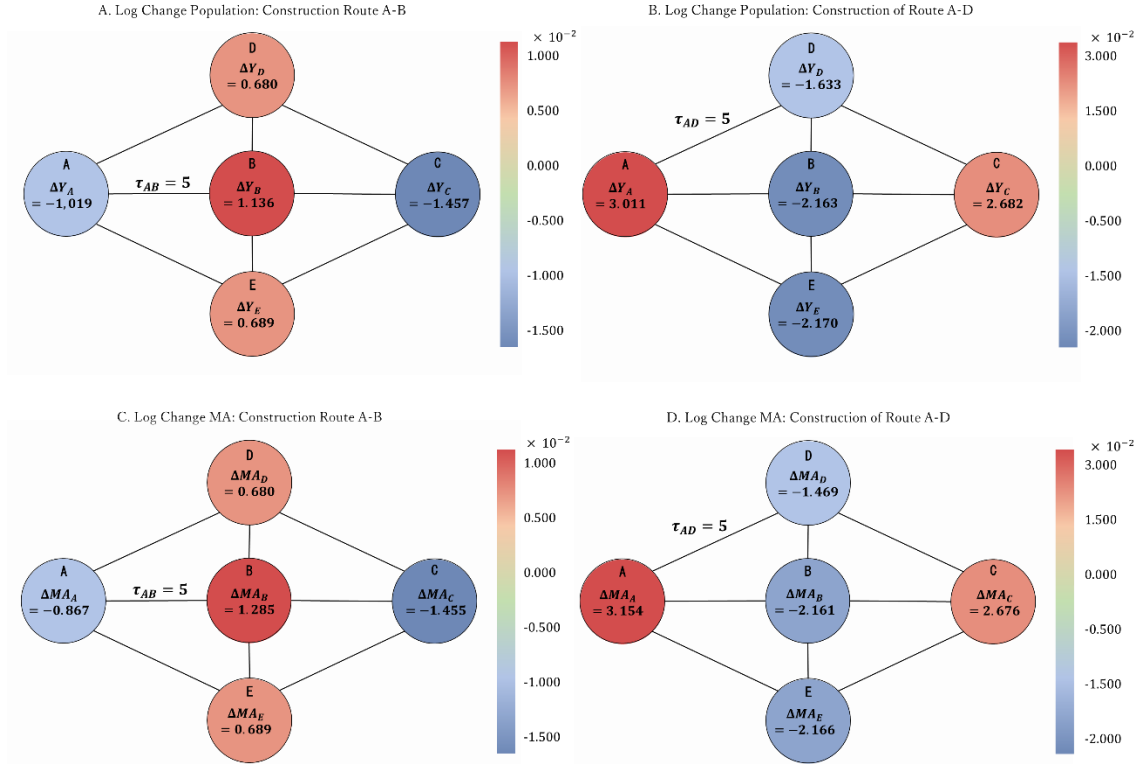 A. Log Change Population: Construction Route A-B
× 10⁻²
1.000
0.500
0.000
-0.500
-1.000
-1.500
D
ΔY_D
= 0.680
A
ΔY_A
= −1,019
τ_AB = 5
B
ΔY_B
= 1.136
C
ΔY_C
= −1.457
E
ΔY_E
= 0.689
B. Log Change Population: Construction of Route A-D
× 10⁻²
3.000
1.500
0.000
-0.500
-1.500
-2.000
D
ΔY_D
= −1.633
τ_AD = 5
A
ΔY_A
= 3.011
B
ΔY_B
= −2.163
C
ΔY_C
= 2.682
E
ΔY_E
= −2.170
C. Log Change MA: Construction Route A-B
× 10⁻²
1.000
0.500
0.000
-0.500
-1.000
-1.500
D
ΔMA_D
= 0.680
A
ΔMA_A
= −0.867
τ_AB = 5
B
ΔMA_B
= 1.285
C
ΔMA_C
= −1.455
E
ΔMA_E
= 0.689
D. Log Change MA: Construction of Route A-D
× 10⁻²
3.000
1.500
0.000
-0.500
-1.500
-2.000
D
ΔMA_D
= −1.469
τ_AD = 5
A
ΔMA_A
= 3.154
B
ΔMA_B
= −2.161
C
ΔMA_C
= 2.676
E
ΔMA_E
= −2.166